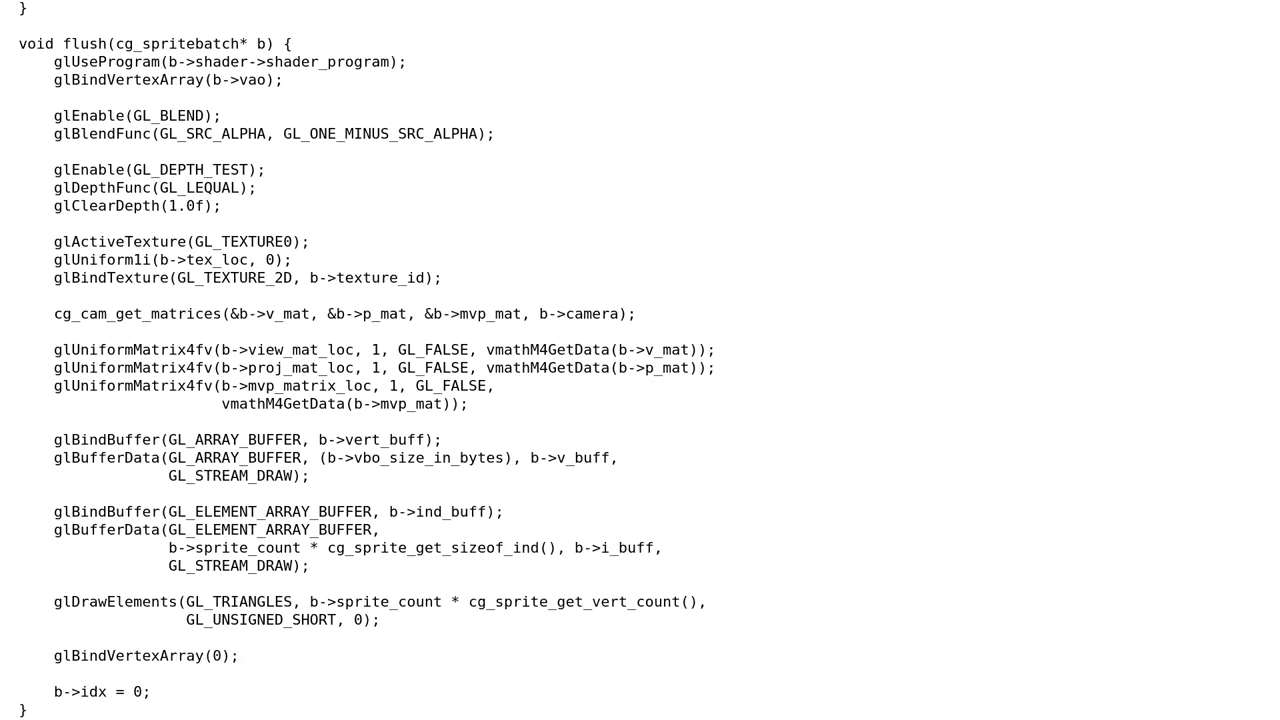 }
void flush(cg_spritebatch* b) {
    glUseProgram(b->shader->shader_program);
    glBindVertexArray(b->vao);
    glEnable(GL_BLEND);
    glBlendFunc(GL_SRC_ALPHA, GL_ONE_MINUS_SRC_ALPHA);
    glEnable(GL_DEPTH_TEST);
    glDepthFunc(GL_LEQUAL);
    glClearDepth(1.0f);
    glActiveTexture(GL_TEXTURE0);
    glUniform1i(b->tex_loc, 0);
    glBindTexture(GL_TEXTURE_2D, b->texture_id);
    cg_cam_get_matrices(&b->v_mat, &b->p_mat, &b->mvp_mat, b->camera);
    glUniformMatrix4fv(b->view_mat_loc, 1, GL_FALSE, vmathM4GetData(b->v_mat));
    glUniformMatrix4fv(b->proj_mat_loc, 1, GL_FALSE, vmathM4GetData(b->p_mat));
    glUniformMatrix4fv(b->mvp_matrix_loc, 1, GL_FALSE,
                       vmathM4GetData(b->mvp_mat));
    glBindBuffer(GL_ARRAY_BUFFER, b->vert_buff);
    glBufferData(GL_ARRAY_BUFFER, (b->vbo_size_in_bytes), b->v_buff,
                 GL_STREAM_DRAW);
    glBindBuffer(GL_ELEMENT_ARRAY_BUFFER, b->ind_buff);
    glBufferData(GL_ELEMENT_ARRAY_BUFFER,
                 b->sprite_count * cg_sprite_get_sizeof_ind(), b->i_buff,
                 GL_STREAM_DRAW);
    glDrawElements(GL_TRIANGLES, b->sprite_count * cg_sprite_get_vert_count(),
                   GL_UNSIGNED_SHORT, 0);
    glBindVertexArray(0);
    b->idx = 0;
}